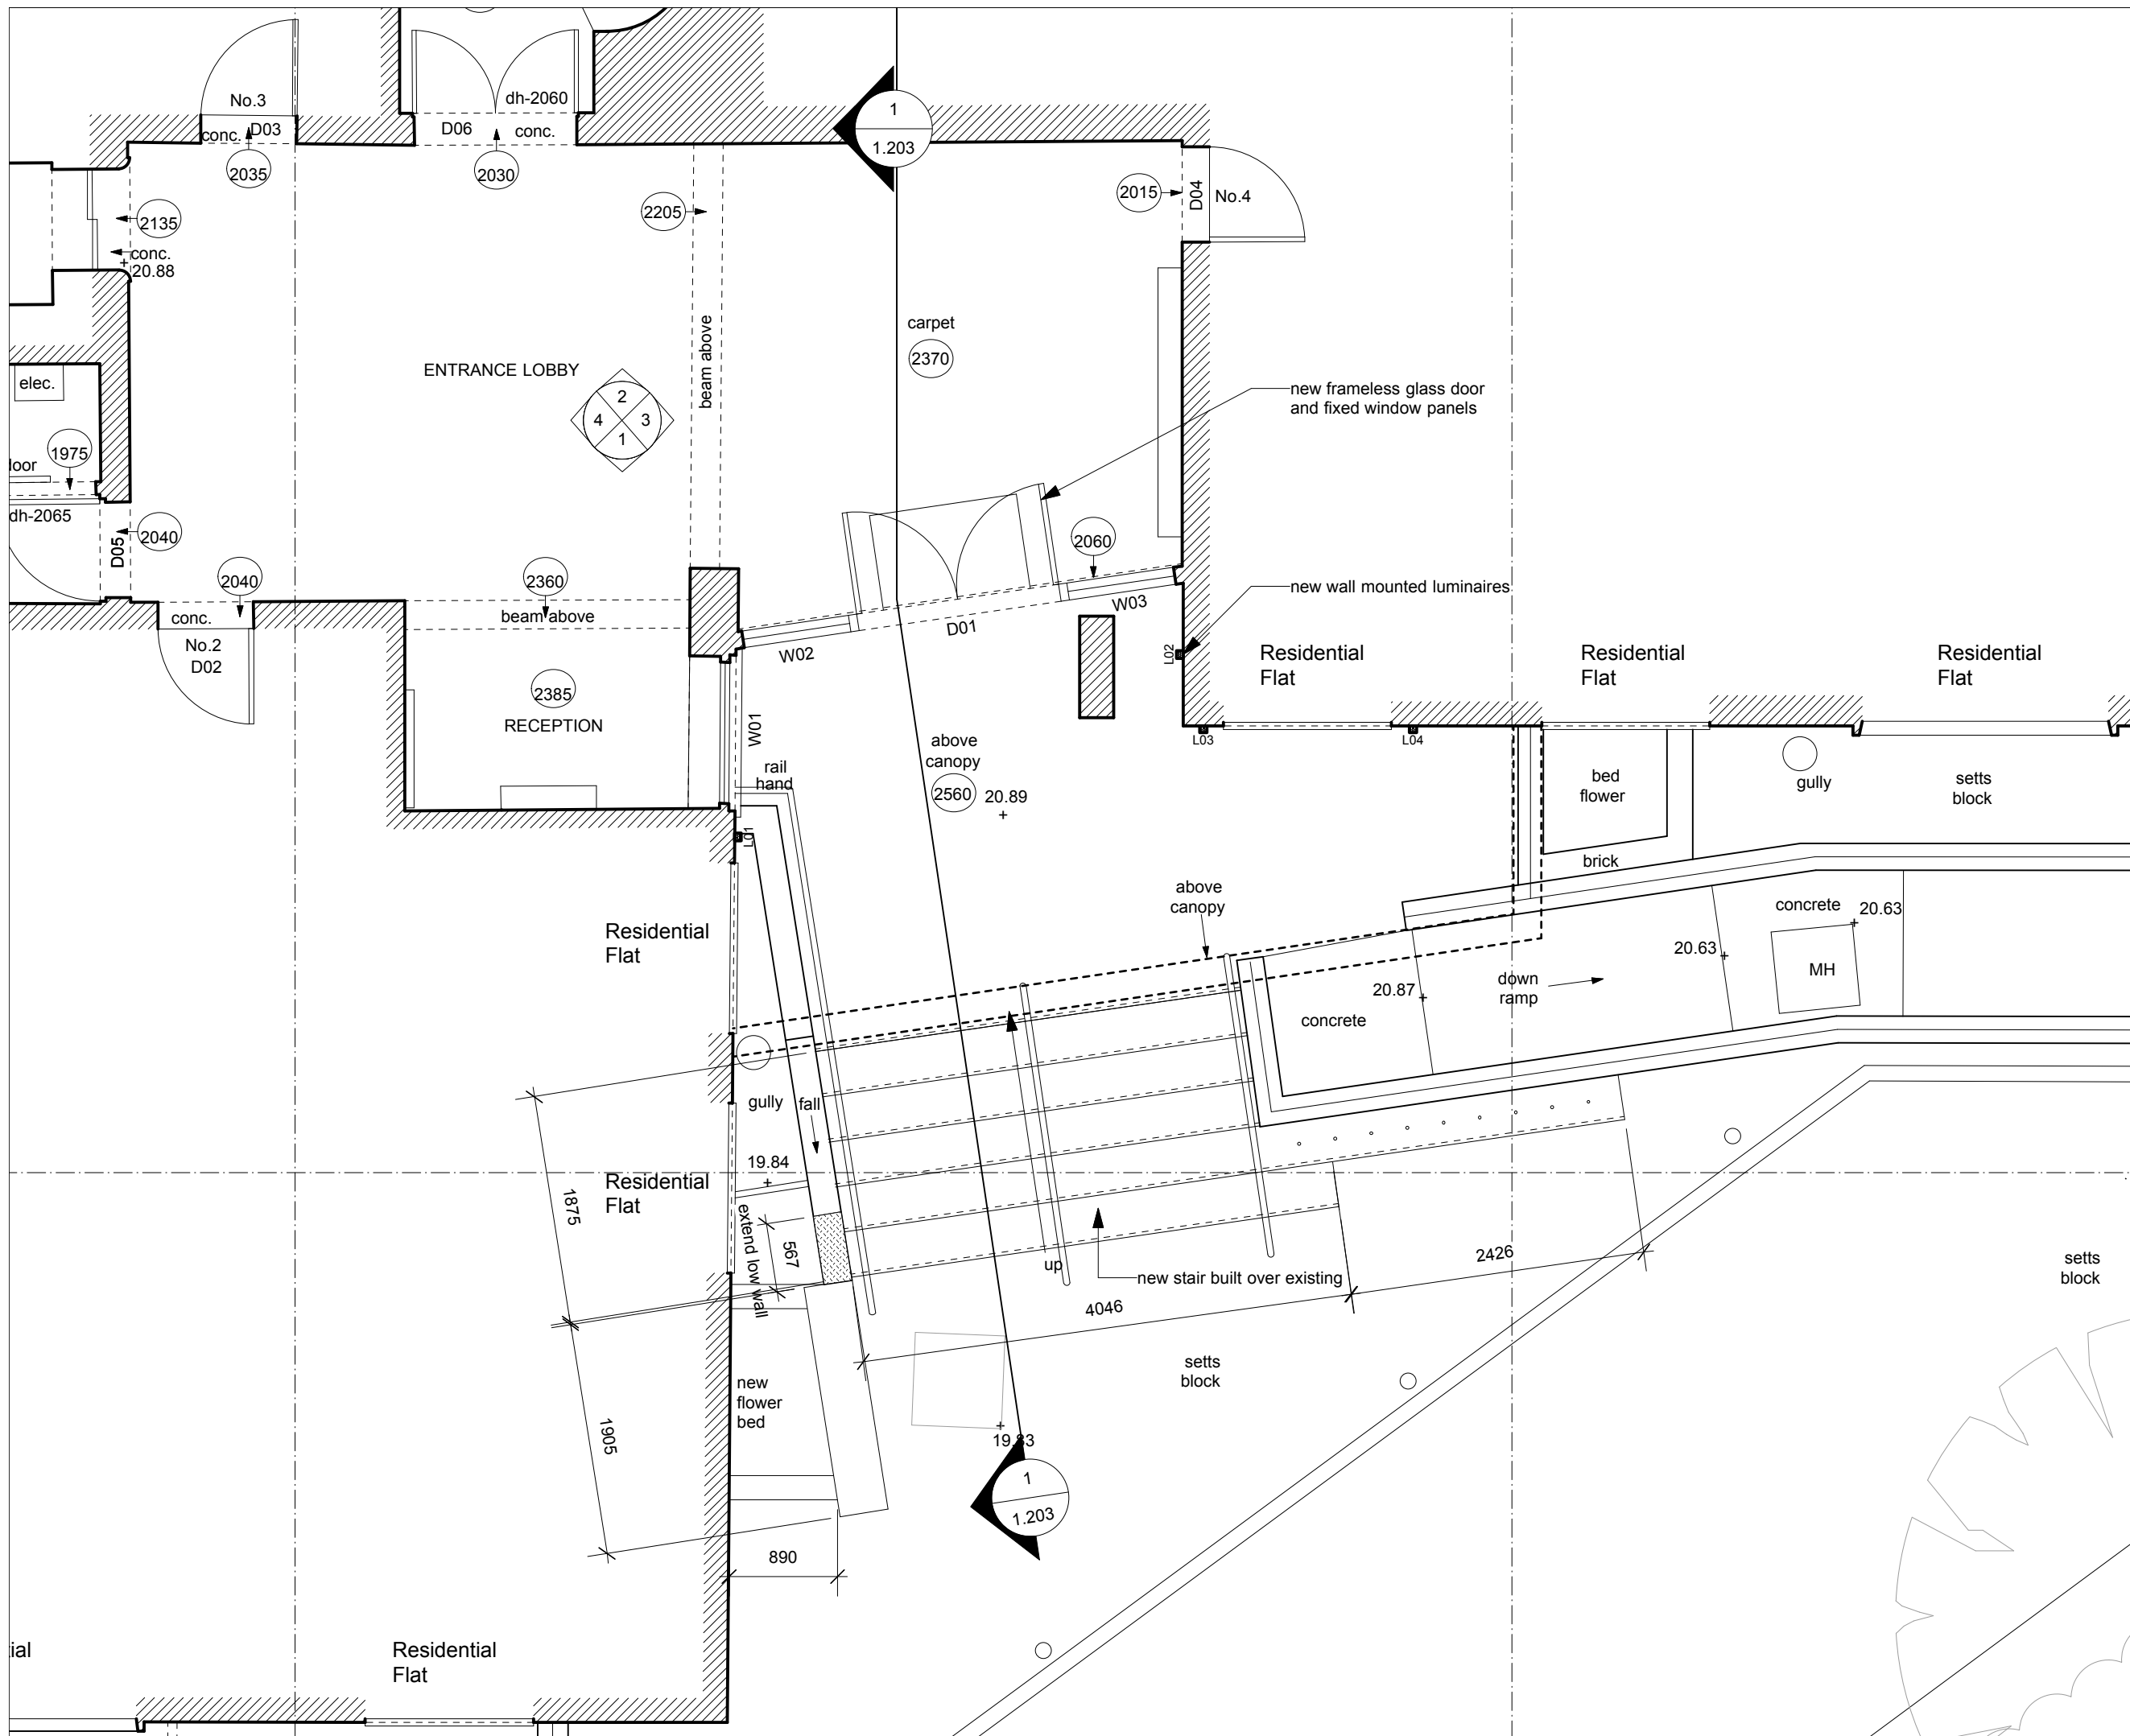 No.3
conc.
D03
2035
dh-2060
D06
conc.
2030
1
1.203
2135
conc.
20.88
2205
2015
D04
No.4
carpet
2370
beam above
ENTRANCE LOBBY
2
4
3
1
elec.
1975
loor
dh-2065
D05
2040
2040
conc.
No.2
D02
2360
beam above
2385
RECEPTION
new frameless glass door
and fixed window panels
2060
W03
D01
W02
W01
new wall mounted luminaires
L02
L03
L04
L01
Residential
Flat
Residential
Flat
Residential
Flat
rail
hand
above
canopy
2560
20.89
bed
flower
gully
setts
block
brick
above
canopy
concrete
20.63
20.63
MH
20.87
down
ramp
concrete
Residential
Flat
gully
fall
19.84
Residential
Flat
1875
567
extend low wall
up
new stair built over existing
2426
4046
setts
block
setts
block
new
flower
bed
1905
19.83
1
1.203
890
Residential
Flat
tial